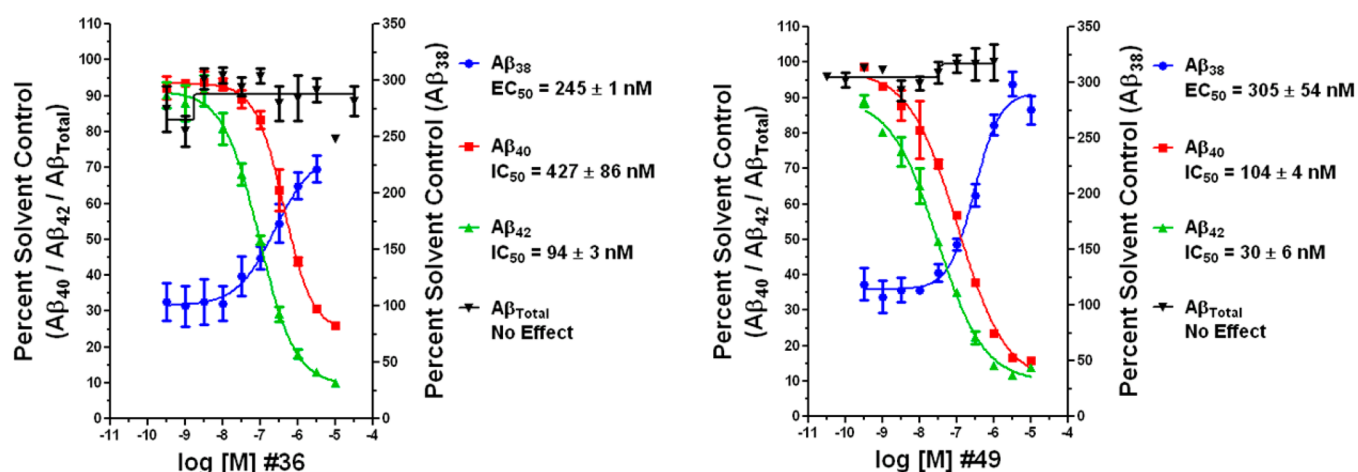 Percent Solvent Control
(Aβ40 / Aβ42 / AβTotal)
110
100
90
80
70
60
50
40
30
20
10
0
-11
-10
-9
-8
-7
-6
-5
-4
log [M] #36
350
300
250
200
150
100
50
0
Percent Solvent Control (Aβ38)
Aβ38
EC50 = 245 ± 1 nM
Aβ40
IC50 = 427 ± 86 nM
Aβ42
IC50 = 94 ± 3 nM
AβTotal
No Effect
Percent Solvent Control
(Aβ40 / Aβ42 / AβTotal)
110
100
90
80
70
60
50
40
30
20
10
0
-11
-10
-9
-8
-7
-6
-5
-4
log [M] #49
350
300
250
200
150
100
50
0
Percent Solvent Control (Aβ38)
Aβ38
EC50 = 305 ± 54 nM
Aβ40
IC50 = 104 ± 4 nM
Aβ42
IC50 = 30 ± 6 nM
AβTotal
No Effect